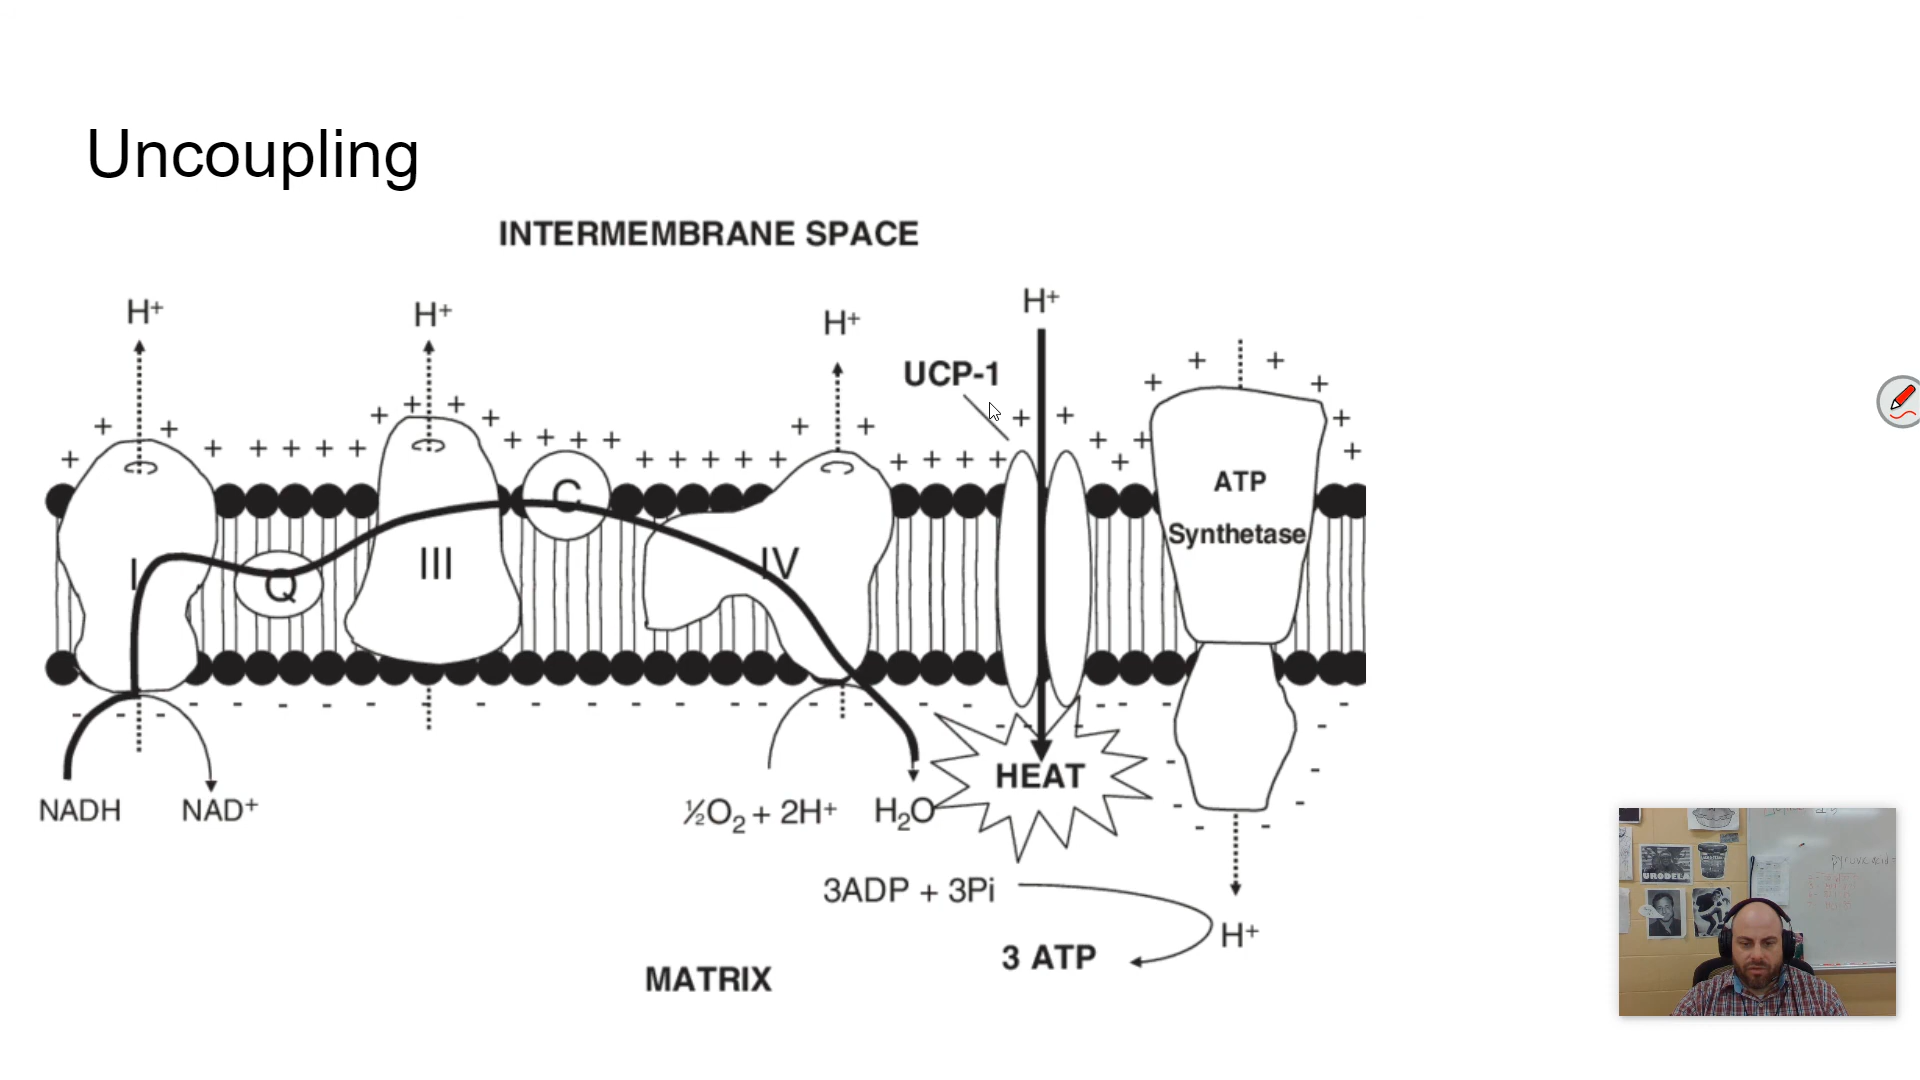 Uncoupling
INTERMEMBRANE SPACE
H+
H+
H+
H+
UCP-1
I
Q
III
C
IV
ATP
Synthetase
NADH
NAD+
½O2 + 2H+
H2O
HEAT
3ADP + 3Pi
H+
3 ATP
MATRIX
URODELA